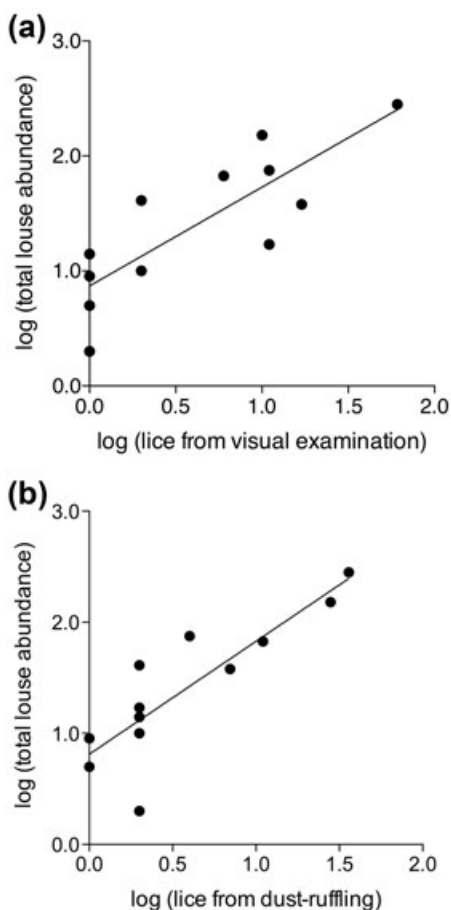 (a)
3.0
2.0
1.0
0.0
log (total louse abundance)
0.0 0.5 1.0 1.5 2.0
log (lice from visual examination)
(b)
3.0
2.0
1.0
0.0
log (total louse abundance)
0.0 0.5 1.0 1.5 2.0
log (lice from dust-ruffling)